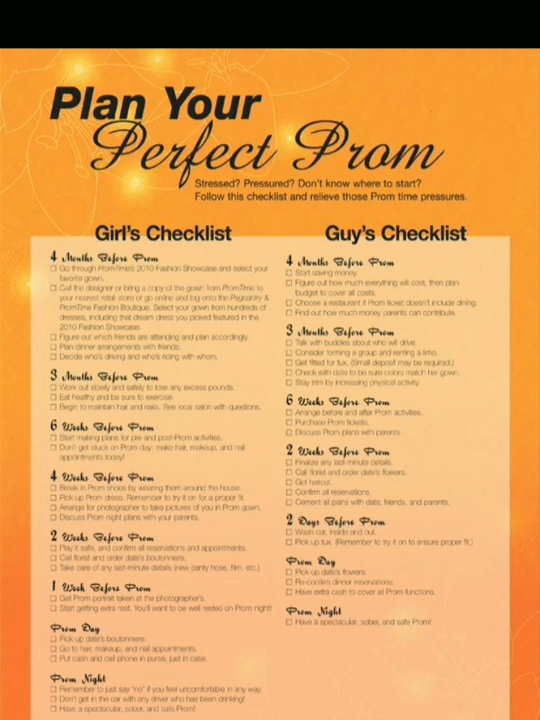 Plan Your
Perfect Prom
Stressed? Pressured? Don't know where to start?
Follow this checklist and relieve those Prom time pressures.
Girl's Checklist
4 Months Before Prom
Go through PromTime's 2010 Fashion Showcase and select your
favorite gown.
Call the designer or bring a copy of the gown from PromTime to
your nearest retail store or go online and log onto the Pageantry &
PromTime Fashion Boutique. Select your gown from hundreds of
dresses, including that dream dress you picked featured in the
2010 Fashion Showcase.
Figure out which friends are attending and plan accordingly.
Plan dinner arrangements with friends.
Decide who's driving and who's riding with whom.
3 Months Before Prom
Work out slowly and safely to lose any excess pounds.
Eat healthy and be sure to exercise.
Begin to maintain hair and nails. See local salon with questions.
6 Weeks Before Prom
Start making plans for pre and post-Prom activities.
Don't get stuck on Prom day: make hair, makeup, and nail
appointments today!
4 Weeks Before Prom
Break in Prom shoes by wearing them around the house.
Pick up Prom dress. Remember to try it on for a proper fit.
Arrange for photographer to take pictures of you in Prom gown.
Discuss Prom night plans with your parents.
2 Weeks Before Prom
Play it safe, and confirm all reservations and appointments.
Call florist and order date's boutonniere.
Take care of any last-minute details (new panty hose, film, etc.)
1 Week Before Prom
Get Prom portrait taken at the photographer's.
Start getting extra rest. You'll want to be well rested on Prom night!
Prom Day
Pick up date's boutonniere.
Go to hair, makeup, and nail appointments.
Put cash and cell phone in purse, just in case.
Prom Night
Remember to just say "no" if you feel uncomfortable in any way.
Don't get in the car with any driver who has been drinking!
Have a spectacular, sober, and safe Prom!
Guy's Checklist
4 Months Before Prom
Start saving money.
Figure out how much everything will cost, then plan
budget to cover all costs.
Choose a restaurant if Prom ticket doesn't include dining.
Find out how much money parents can contribute.
3 Months Before Prom
Talk with buddies about who will drive.
Consider forming a group and renting a limo.
Get fitted for tux. (Small deposit may be required.)
Check with date to be sure colors match her gown.
Stay trim by increasing physical activity.
6 Weeks Before Prom
Arrange before and after Prom activities.
Purchase Prom tickets.
Discuss Prom plans with parents.
2 Weeks Before Prom
Finalize any last-minute details.
Call florist and order date's flowers.
Get haircut.
Confirm all reservations.
Cement all plans with date, friends, and parents.
2 Days Before Prom
Wash car, inside and out.
Pick up tux. (Remember to try it on to ensure proper fit.)
Prom Day
Pick up date's flowers.
Re-confirm dinner reservations.
Have extra cash to cover all Prom functions.
Prom Night
Have a spectacular, sober, and safe Prom!